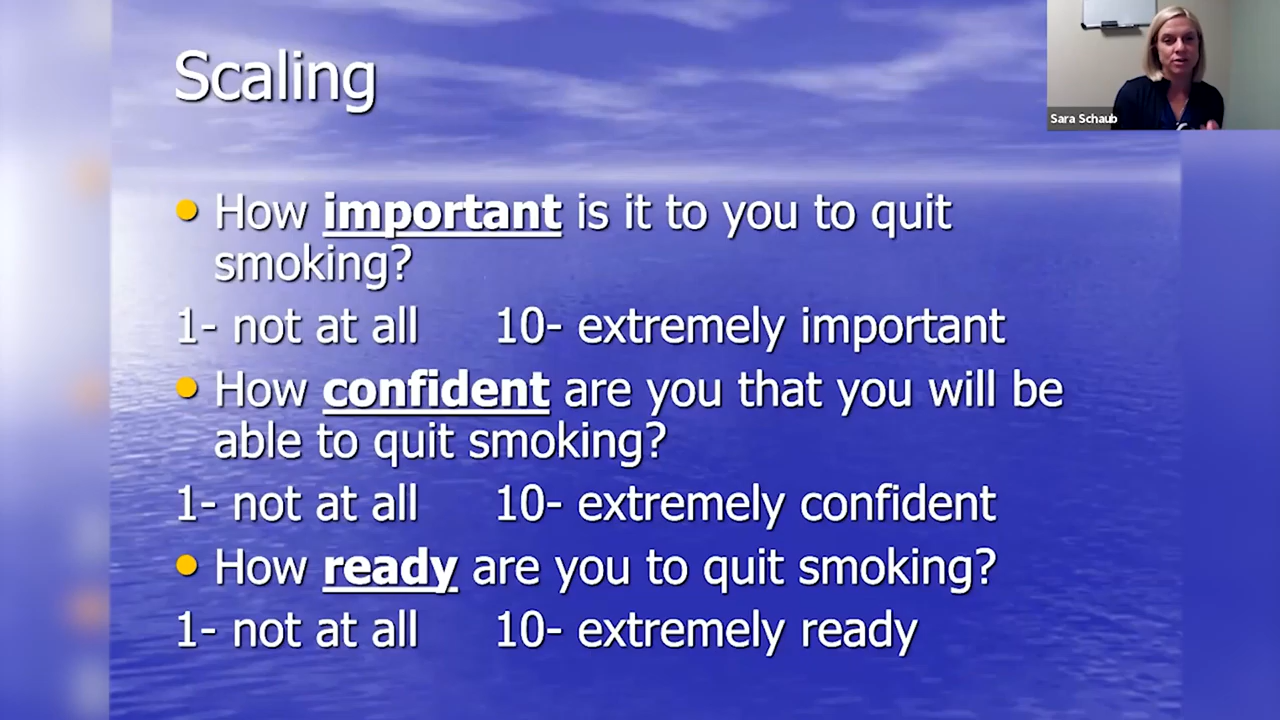 Scaling
Sara Schaub
How important is it to you to quit
smoking?
1- not at all 10- extremely important
How confident are you that you will be
able to quit smoking?
1- not at all 10- extremely confident
How ready are you to quit smoking?
1- not at all 10- extremely ready